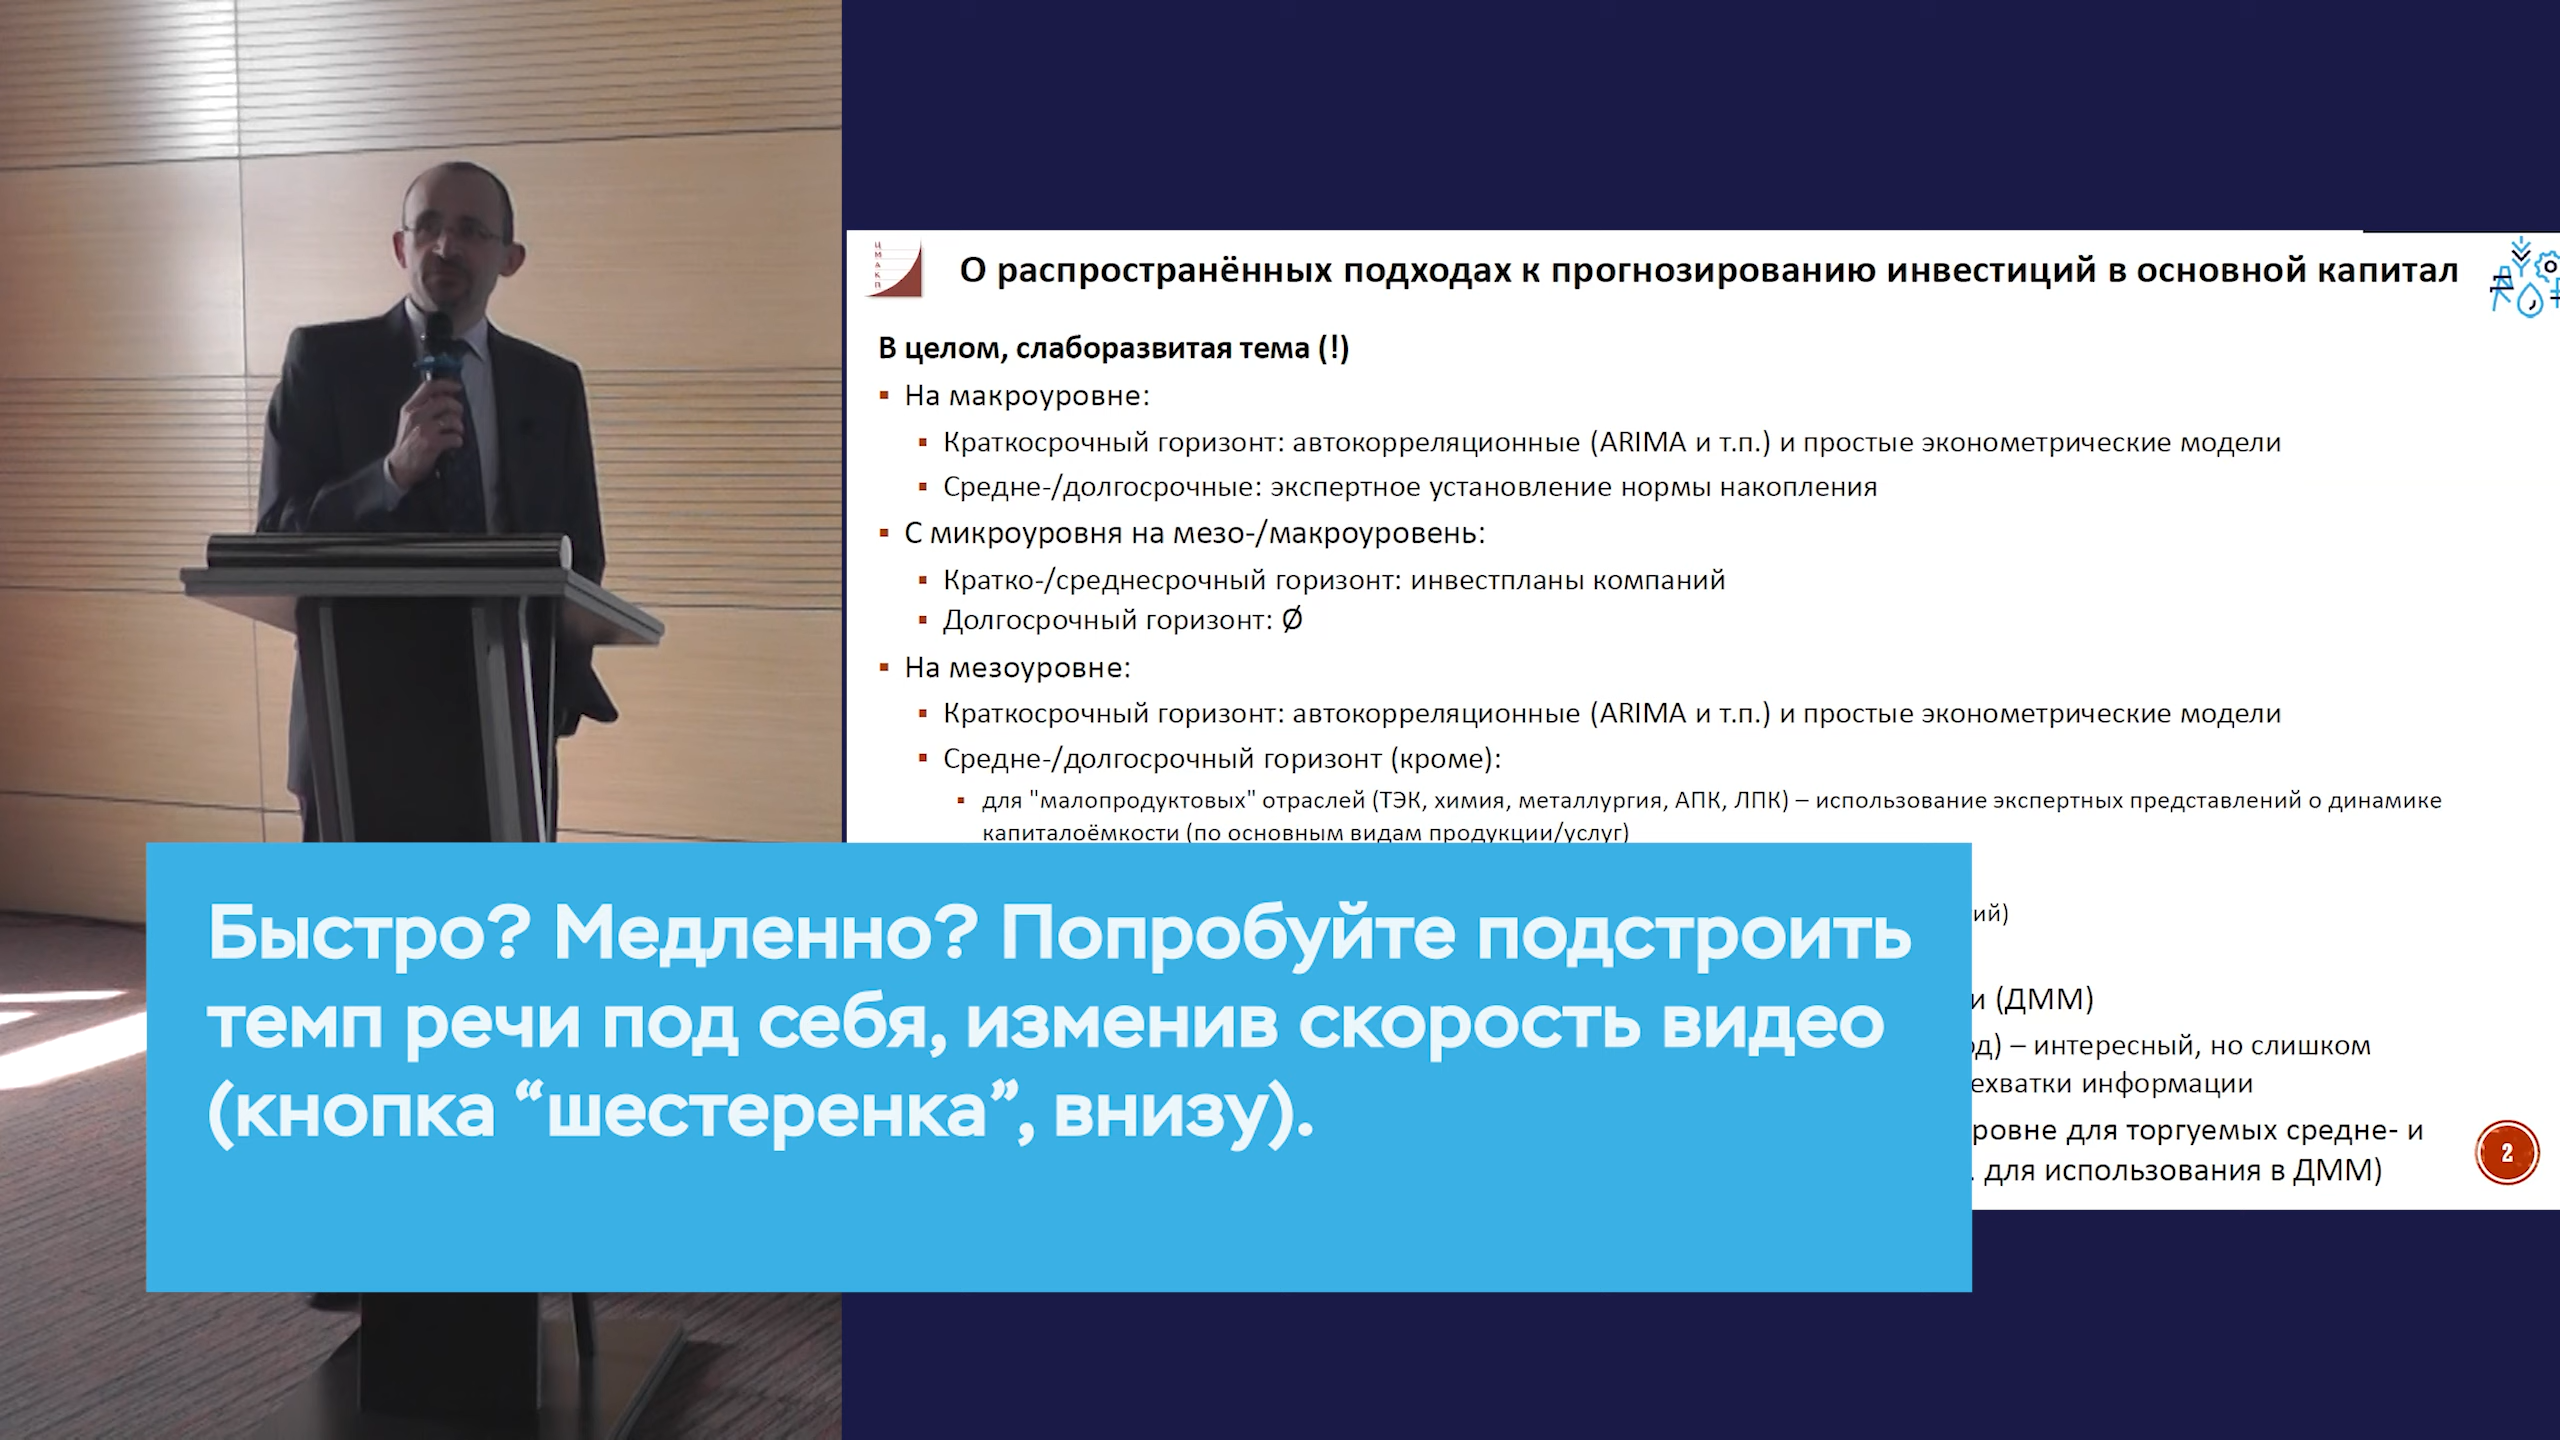 ЦМАКП
О распространённых подходах к прогнозированию инвестиций в основной капитал
В целом, слаборазвитая тема (!)
На макроуровне:
Краткосрочный горизонт: автокорреляционные (ARIMA и т.п.) и простые эконометрические модели
Средне-/долгосрочные: экспертное установление нормы накопления
С микроуровня на мезо-/макроуровень:
Кратко-/среднесрочный горизонт: инвестпланы компаний
Долгосрочный горизонт: Ø
На мезоуровне:
Краткосрочный горизонт: автокорреляционные (ARIMA и т.п.) и простые эконометрические модели
Средне-/долгосрочный горизонт (кроме):
для "малопродуктовых" отраслей (ТЭК, химия, металлургия, АПК, ЛПК) – использование экспертных представлений о динамике
капиталоёмкости (по основным видам продукции/услуг)
ий)
и (ДММ)
од) – интересный, но слишком
ехватки информации
ровне для торгуемых средне- и
. для использования в ДММ)
2
Быстро? Медленно? Попробуйте подстроить
темп речи под себя, изменив скорость видео
(кнопка “шестеренка”, внизу).